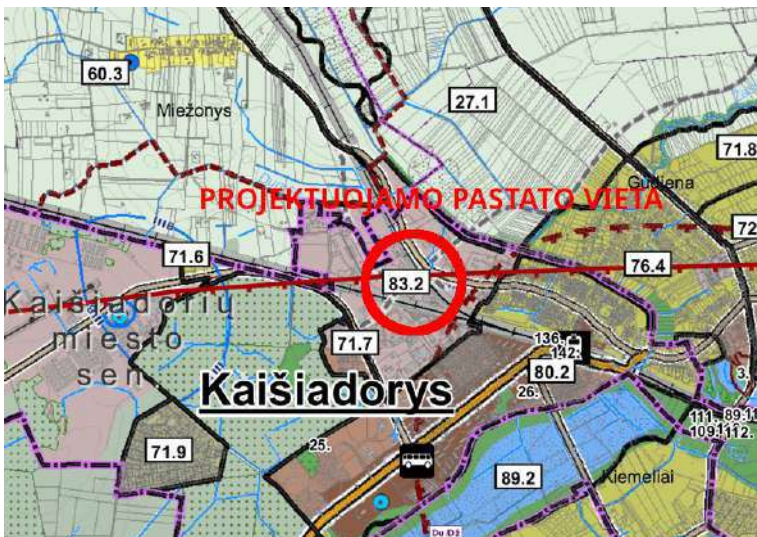 60.3
Miežonys
27.1
71.8
Gudiena
PROJEKTUOJAMO PASTATO VIETA
72
71.6
83.2
76.4
Kaišiadorių
miesto
sen.
71.7
136.
142.
80.2
3.
Kaišiadorys
26.
25.
111.
109.
112.
71.9
89.2
Kiemeliai
Du /DŽ